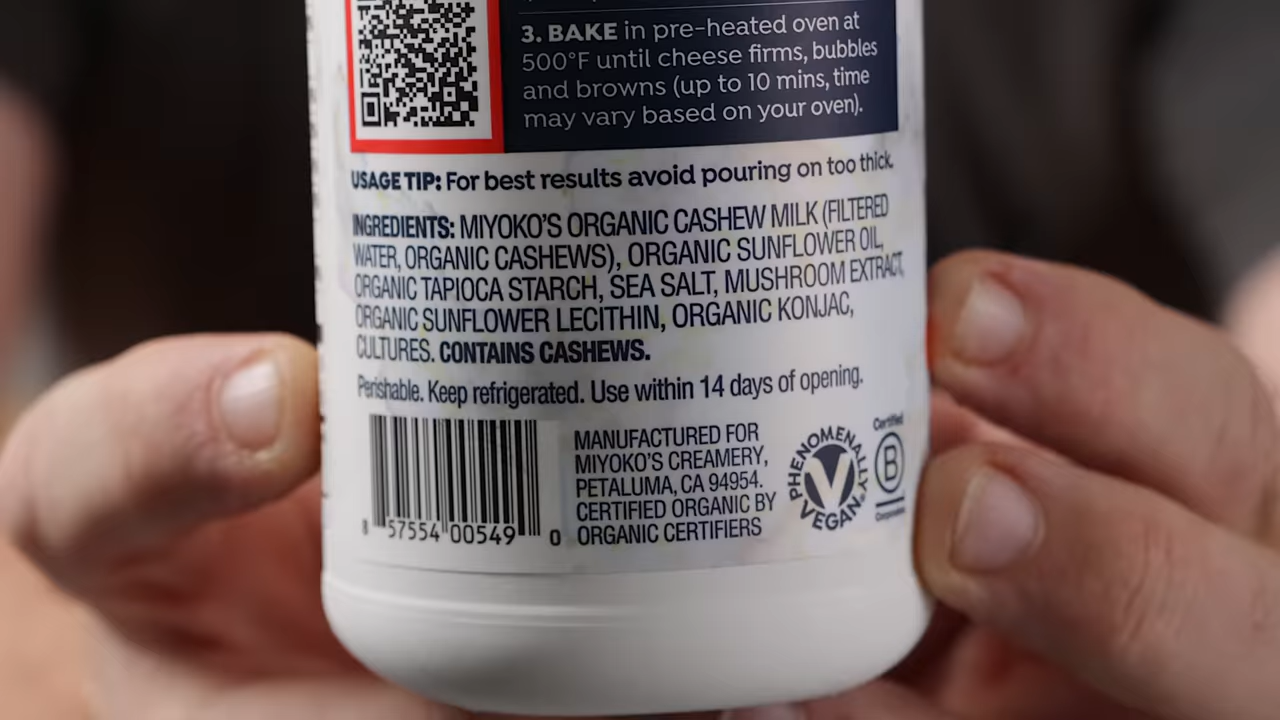 3. BAKE in pre-heated oven at
500°F until cheese firms, bubbles
and browns (up to 10 mins, time
may vary based on your oven).
USAGE TIP: For best results avoid pouring on too thick.
INGREDIENTS: MIYOKO'S ORGANIC CASHEW MILK (FILTERED
WATER, ORGANIC CASHEWS), ORGANIC SUNFLOWER OIL,
ORGANIC TAPIOCA STARCH, SEA SALT, MUSHROOM EXTRACT,
ORGANIC SUNFLOWER LECITHIN, ORGANIC KONJAC,
CULTURES. CONTAINS CASHEWS.
Perishable. Keep refrigerated. Use within 14 days of opening.
8 57554 00549 0
MANUFACTURED FOR
MIYOKO'S CREAMERY,
PETALUMA, CA 94954.
CERTIFIED ORGANIC BY
ORGANIC CERTIFIERS
PHENOMENALLY
V
VEGAN
Certified
B
Corporation